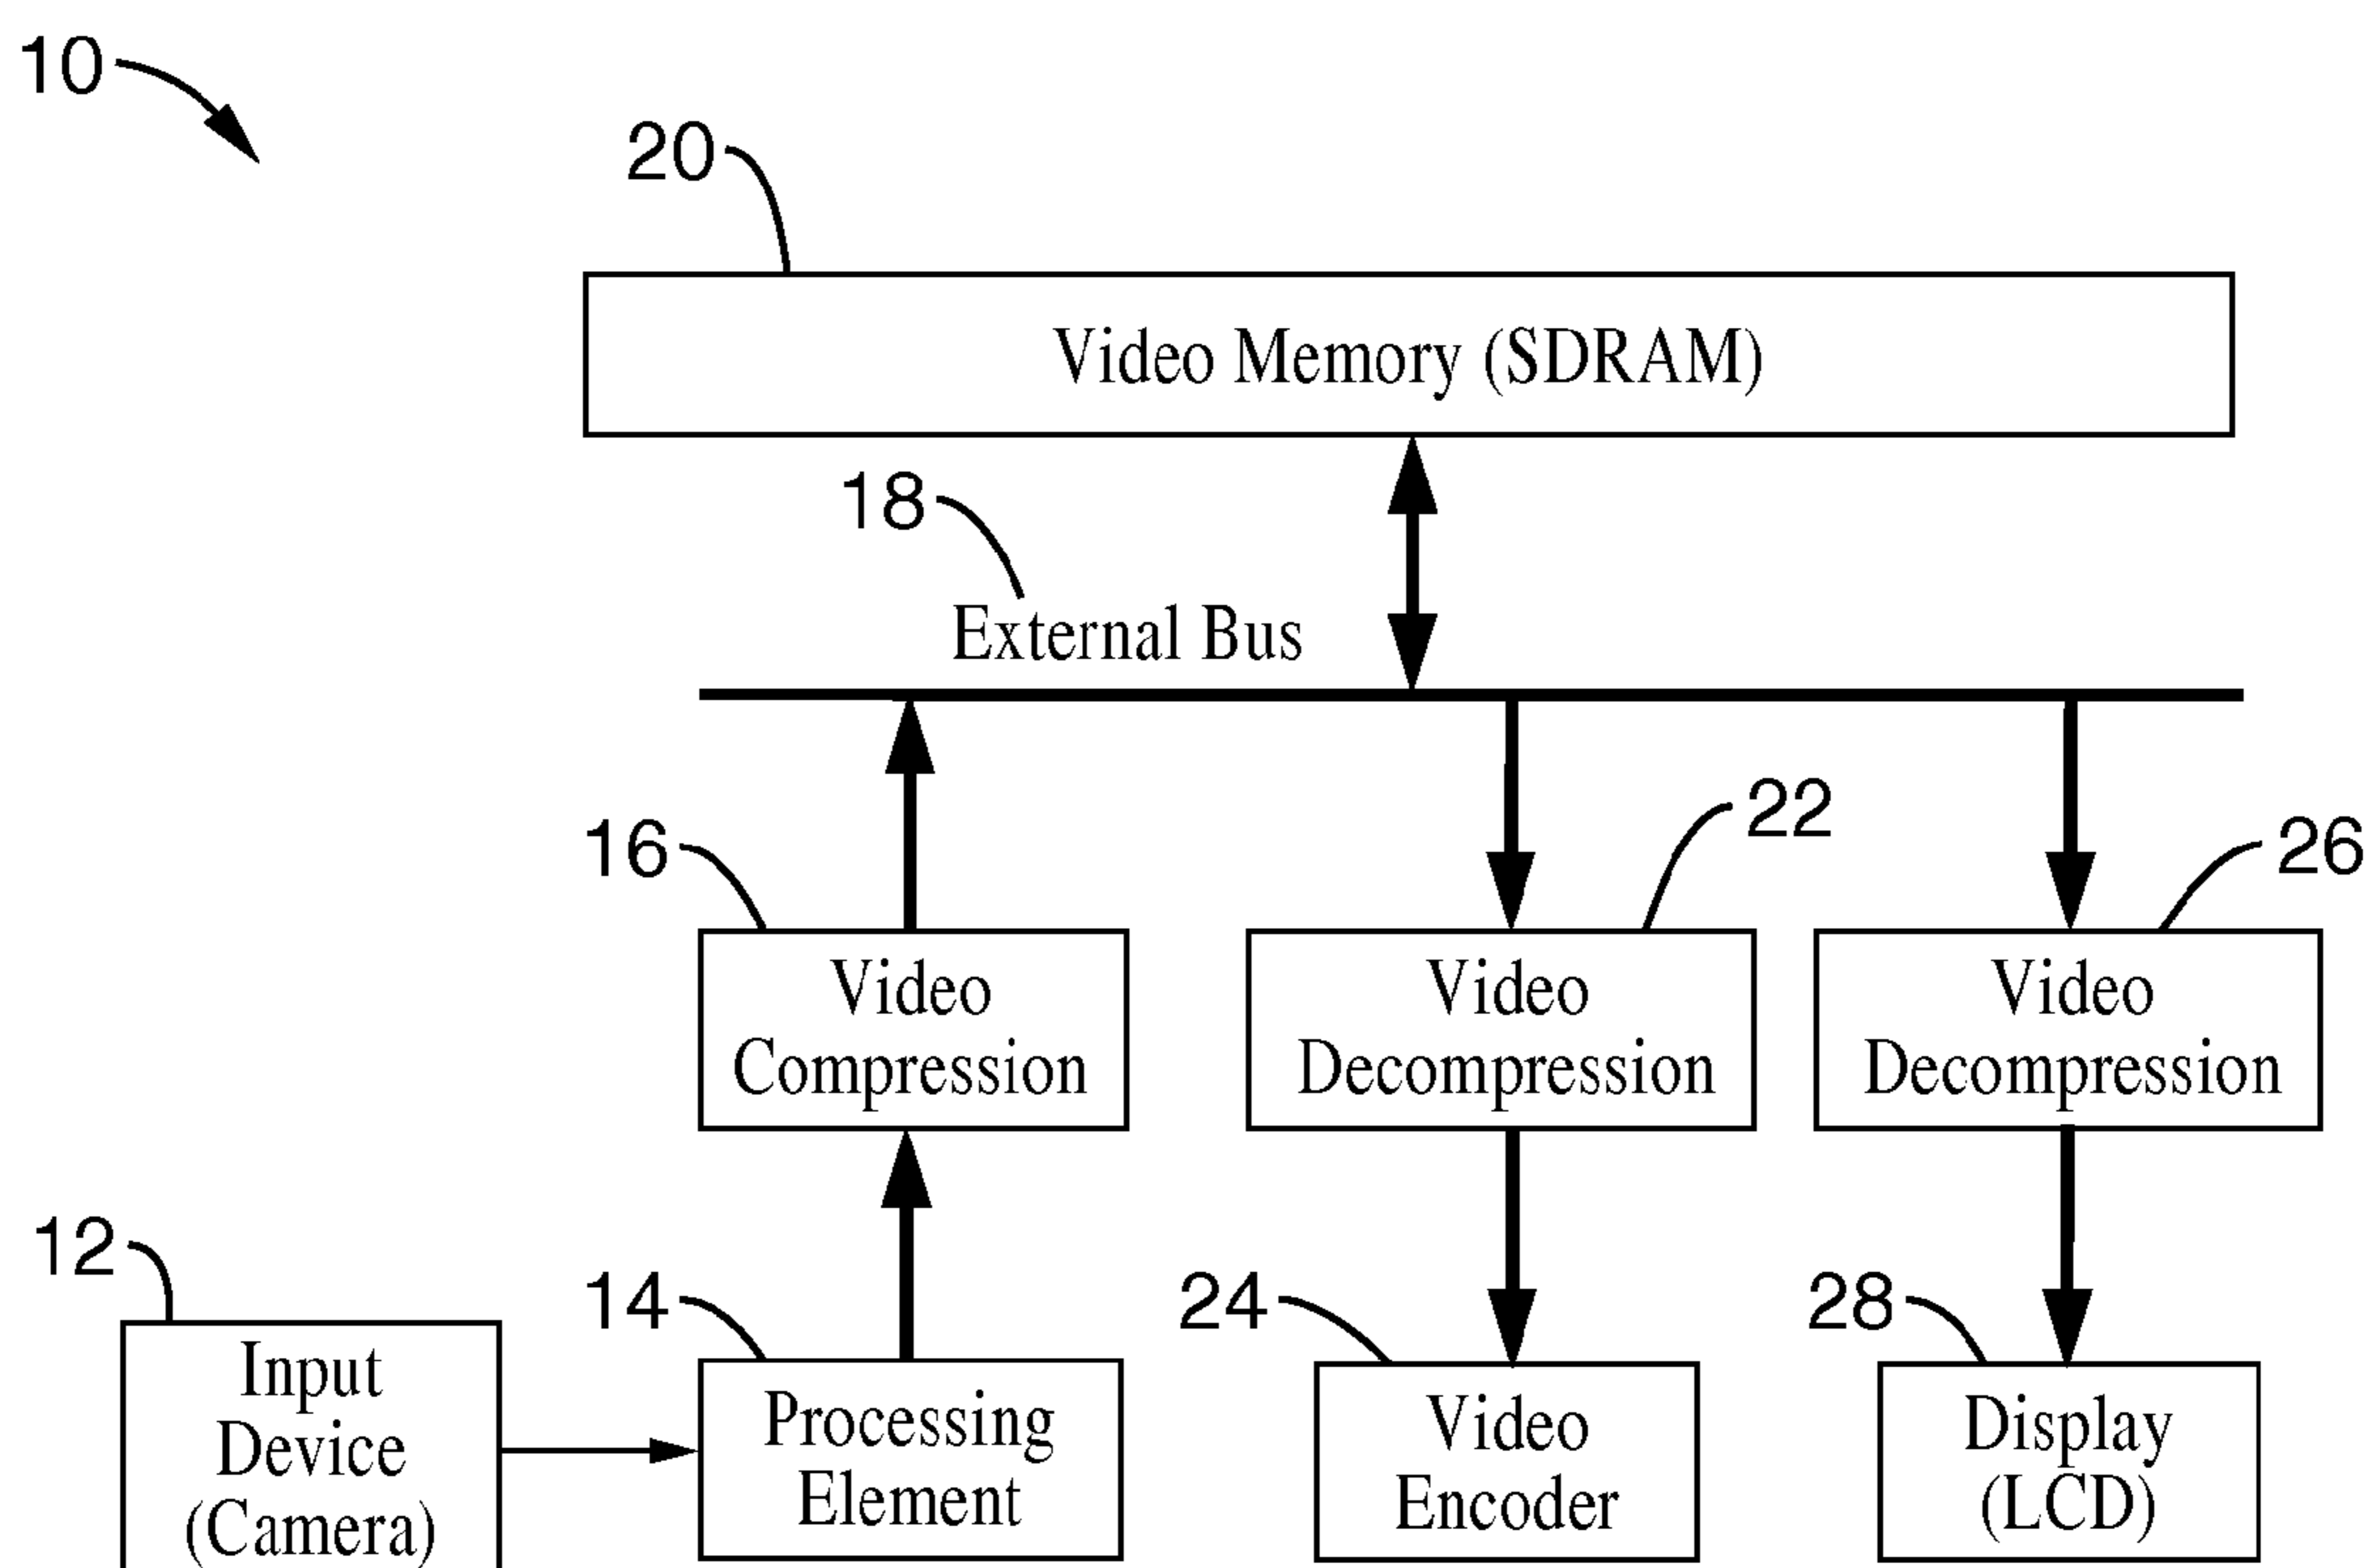 10
20
Video Memory (SDRAM)
18
External Bus
16
22
26
Video
Compression
Video
Decompression
Video
Decompression
12
14
24
28
Input
Device
(Camera)
Processing
Element
Video
Encoder
Display
(LCD)